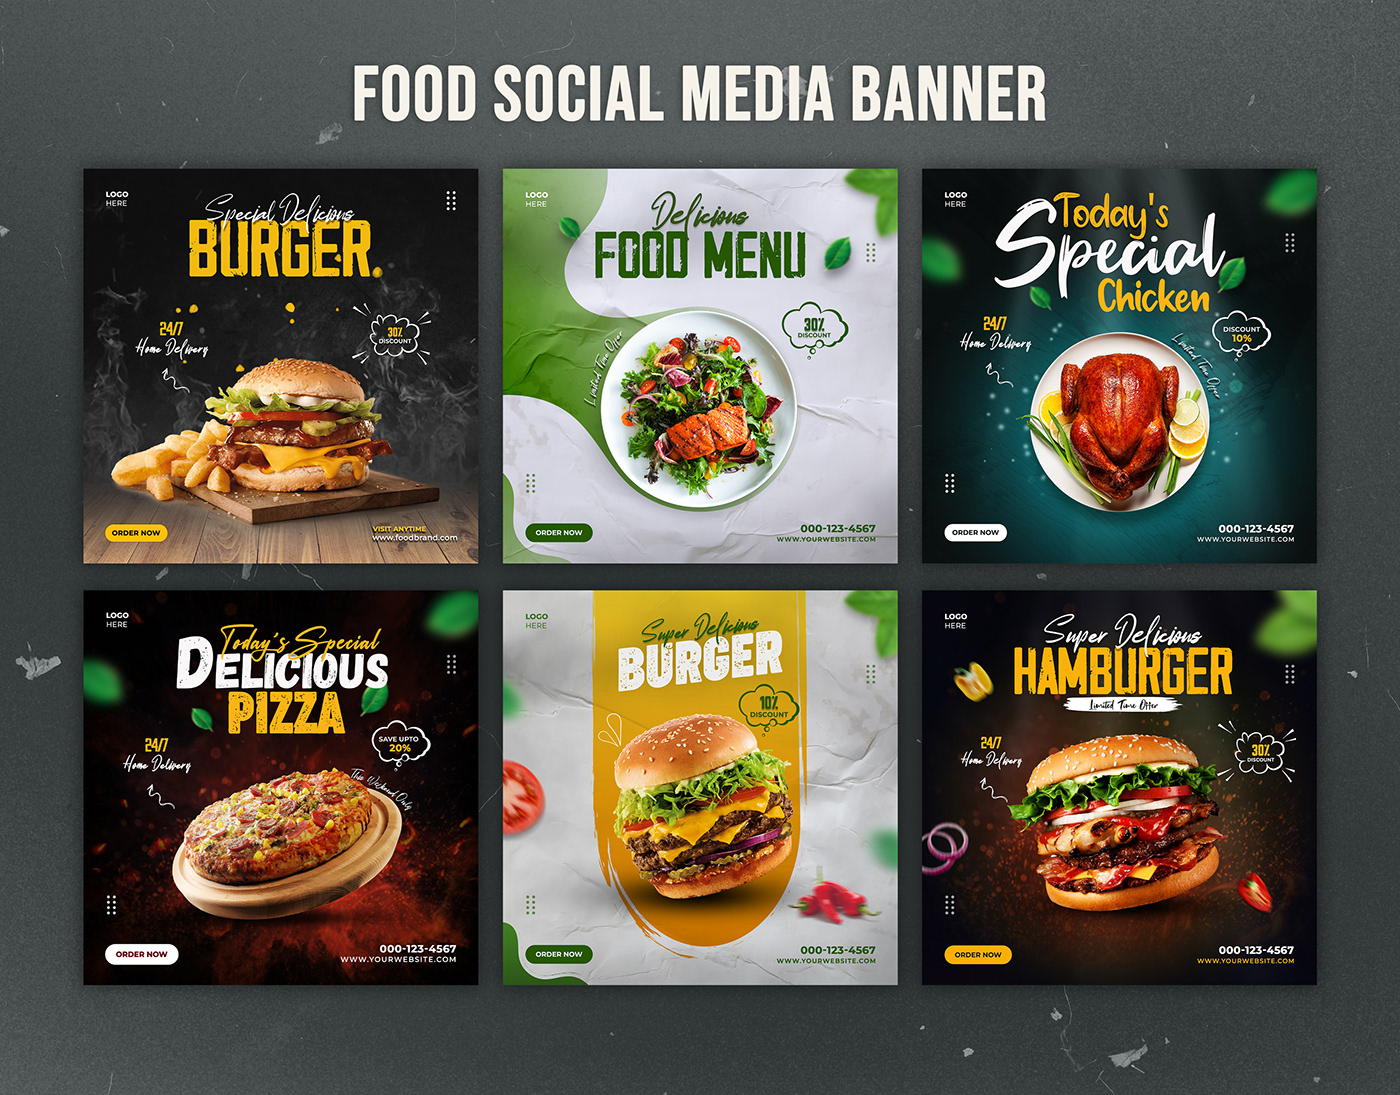 FOOD SOCIAL MEDIA BANNER
LOGO
HERE
Special Delicious
BURGER
24/7
Home Delivery
30%
DISCOUNT
ORDER NOW
VISIT ANYTIME
www.foodbrand.com
LOGO
HERE
Delicious
FOOD MENU
Limited Time Offer
30%
DISCOUNT
ORDER NOW
000-123-4567
WWW.YOURWEBSITE.COM
LOGO
HERE
Today's
Special
Chicken
24/7
Home Delivery
Limited Time Offer
DISCOUNT
10%
ORDER NOW
000-123-4567
WWW.YOURWEBSITE.COM
LOGO
HERE
Today's Special
DELICIOUS
PIZZA
24/7
Home Delivery
SAVE UPTO
20%
This Weekend Only
ORDER NOW
000-123-4567
WWW.YOURWEBSITE.COM
LOGO
HERE
Super Delicious
BURGER
10%
DISCOUNT
ORDER NOW
000-123-4567
WWW.YOURWEBSITE.COM
LOGO
HERE
Super Delicious
HAMBURGER
Limited Time Offer
24/7
Home Delivery
30%
DISCOUNT
ORDER NOW
000-123-4567
WWW.YOURWEBSITE.COM